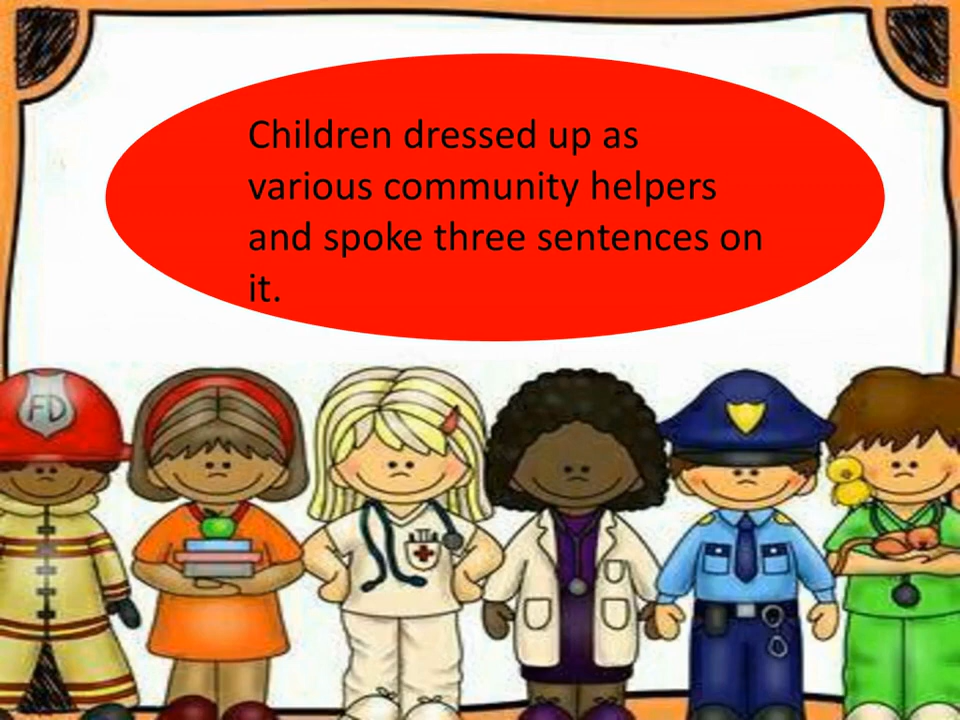 Children dressed up as
various community helpers
and spoke three sentences on
it.
FD